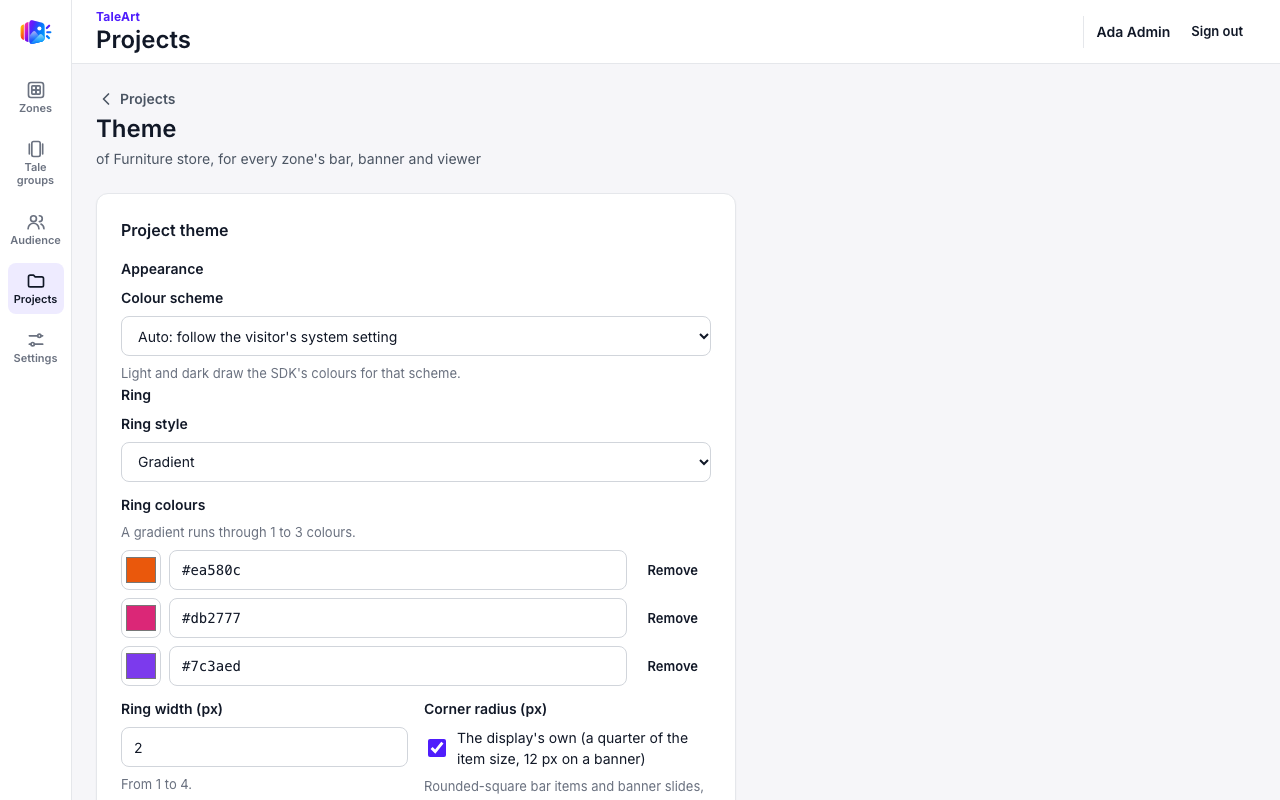 TaleArt
Projects
Ada Admin
Sign out
Zones
Tale
groups
Audience
Projects
Settings
Projects
Theme
of Furniture store, for every zone's bar, banner and viewer
Project theme
Appearance
Colour scheme
Auto: follow the visitor's system setting
Light and dark draw the SDK's colours for that scheme.
Ring
Ring style
Gradient
Ring colours
A gradient runs through 1 to 3 colours.
#ea580c
Remove
#db2777
Remove
#7c3aed
Remove
Ring width (px)
2
From 1 to 4.
Corner radius (px)
The display's own (a quarter of the
item size, 12 px on a banner)
Rounded-square bar items and banner slides,